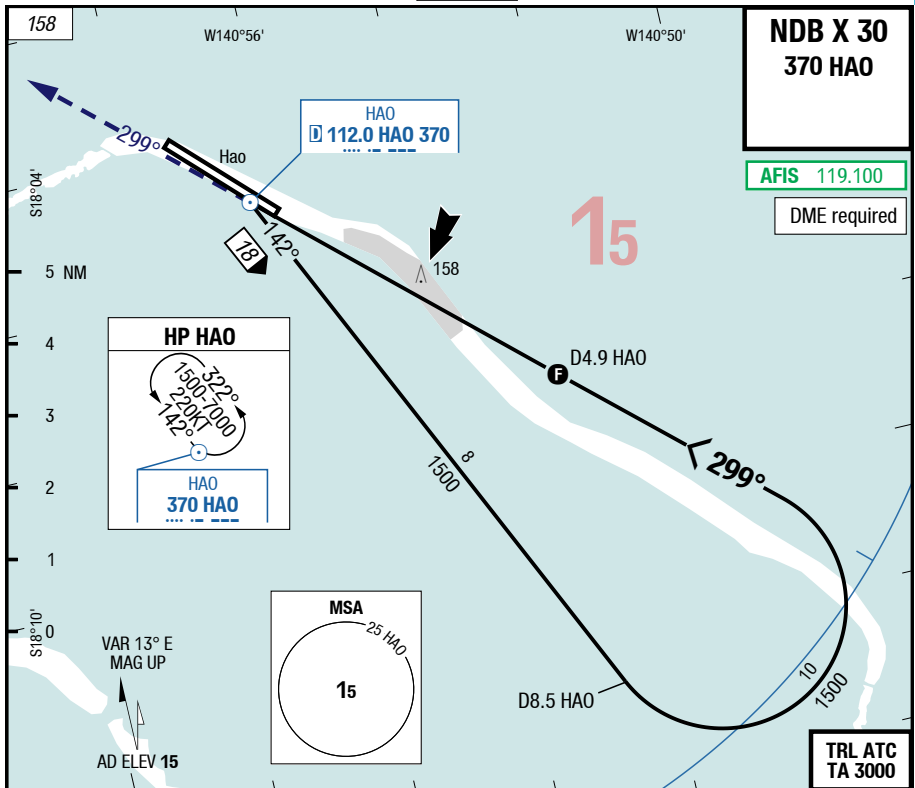 158
W140°56'
W140°50'
NDB X 30
370 HAO
AFIS 119.100
DME required
HAO
D 112.0 HAO 370
299°
Hao
S18°04'
142°
18
158
15
5 NM
4
3
2
1
0
HP HAO
322°
1500-7000
220KT
142°
HAO
370 HAO
D4.9 HAO
299°
8
1500
MSA
25 HAO
15
D8.5 HAO
10
1500
S18°10'
VAR 13° E
MAG UP
AD ELEV 15
F
TRL ATC
TA 3000